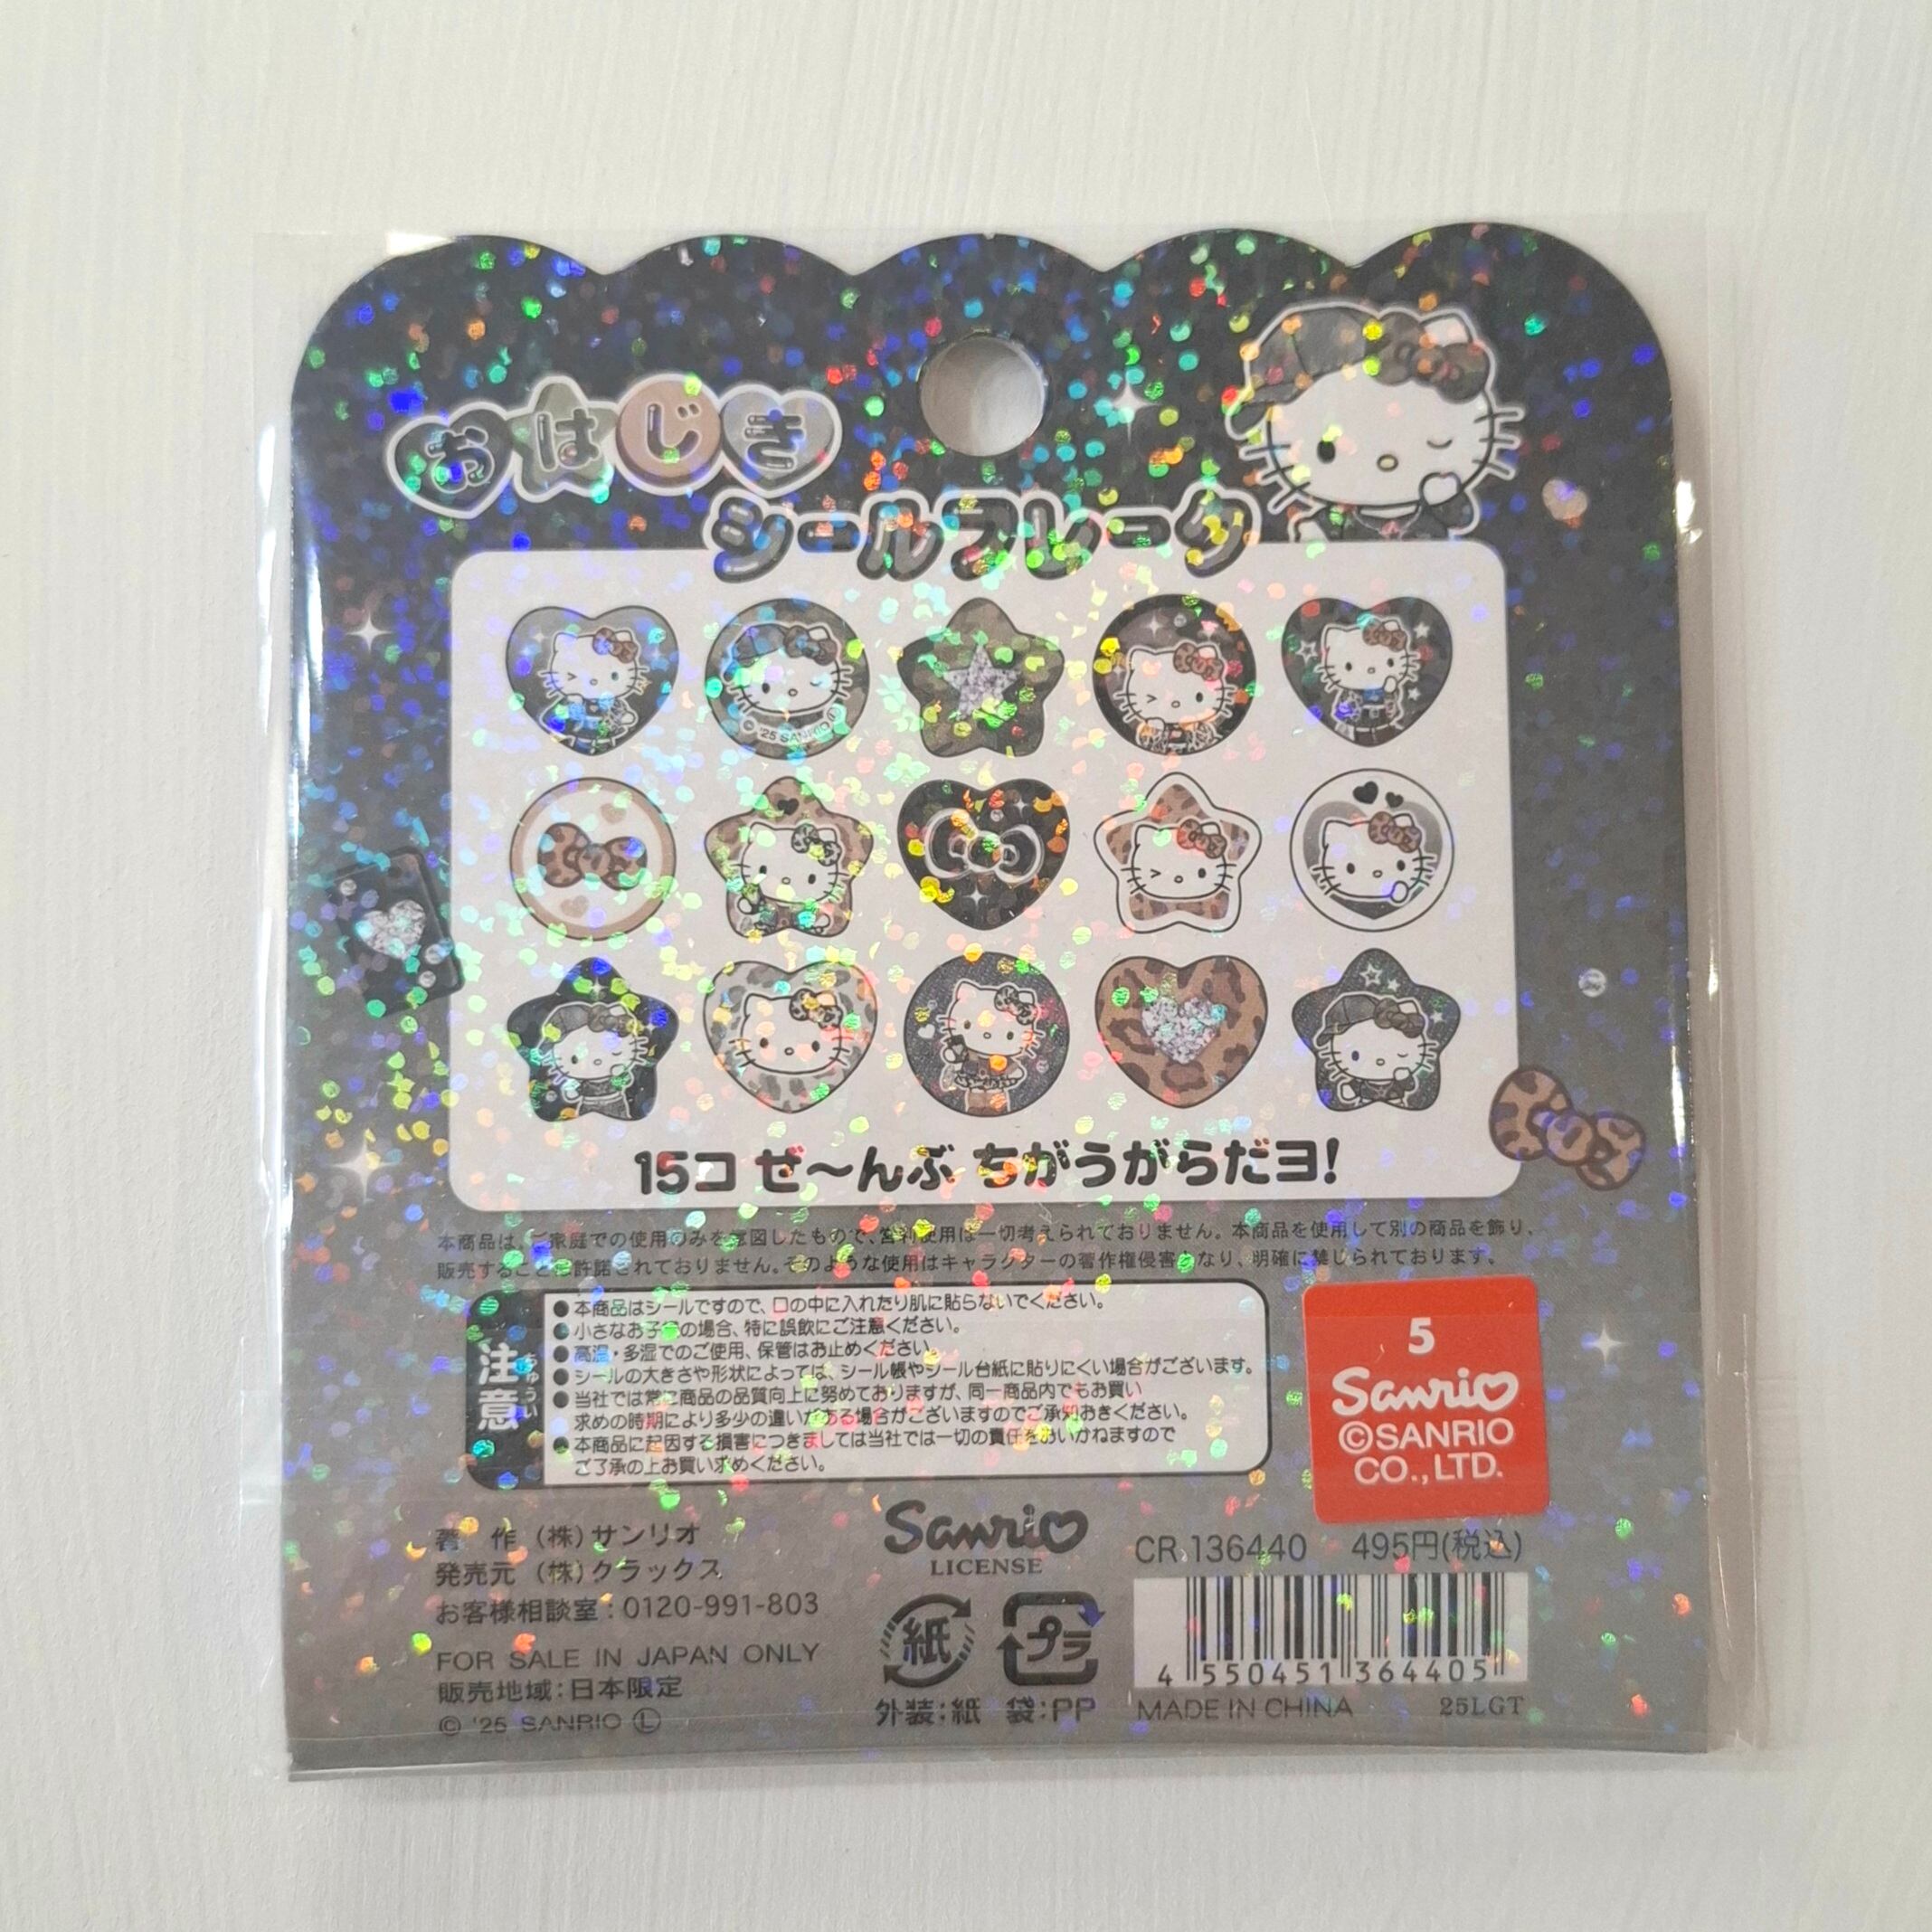 おはじき
シールフレーク
© '25 SANRIO Ⓛ
15コ ぜ〜んぶ ちがうがらだヨ!
本商品は、ご家庭での使用のみを意図したもので、営利使用は一切考えられておりません。本商品を使用して別の商品を飾り、
販売することは許諾されておりません。そのような使用はキャラクターの著作権侵害となり、明確に禁じられております。
注意
ちゅうい
●本商品はシールですので、口の中に入れたり肌に貼らないでください。
●小さなお子様の場合、特に誤飲にご注意ください。
●高温・多湿でのご使用、保管はお止めください。
●シールの大きさや形状によっては、シール帳やシール台紙に貼りにくい場合がございます。
●当社では常に商品の品質向上に努めておりますが、同一商品内でもお買い
求めの時期により多少の違いがある場合がございますのでご承知おきください。
●本商品に起因する損害につきましては当社では一切の責任をおいかねますので
ご了承の上お買い求めください。
5
Sanrio
©SANRIO
CO.,LTD.
著 作 (株)サンリオ
発売元 (株)クラックス
お客様相談室:0120-991-803
FOR SALE IN JAPAN ONLY
販売地域:日本限定
© '25 SANRIO Ⓛ
Sanrio
LICENSE
紙
プラ
外装:紙 袋:PP
CR 136440 495円(税込)
4 550451 364405
MADE IN CHINA 25LGT